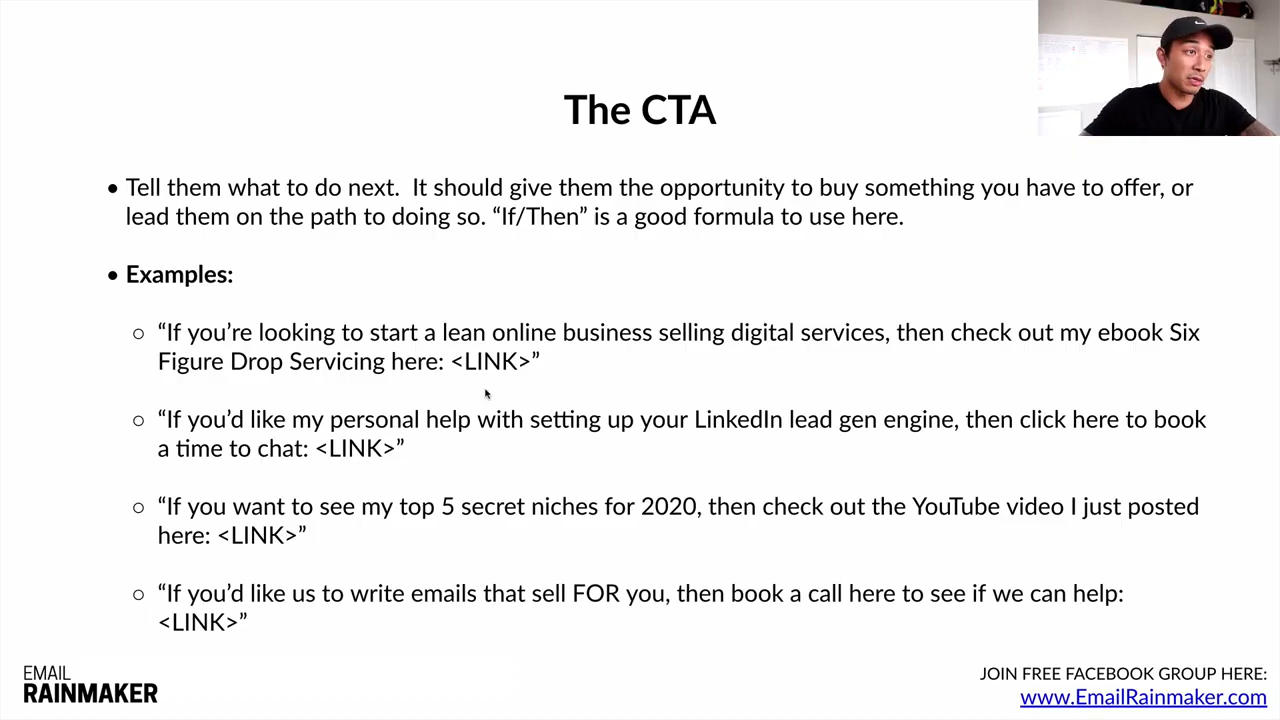 The CTA
• Tell them what to do next.  It should give them the opportunity to buy something you have to offer, or
lead them on the path to doing so. “If/Then” is a good formula to use here.
• Examples:
○ “If you’re looking to start a lean online business selling digital services, then check out my ebook Six
Figure Drop Servicing here: <LINK>”
○ “If you’d like my personal help with setting up your LinkedIn lead gen engine, then click here to book
a time to chat: <LINK>”
○ “If you want to see my top 5 secret niches for 2020, then check out the YouTube video I just posted
here: <LINK>”
○ “If you’d like us to write emails that sell FOR you, then book a call here to see if we can help:
<LINK>”
EMAIL
RAINMAKER
JOIN FREE FACEBOOK GROUP HERE:
www.EmailRainmaker.com